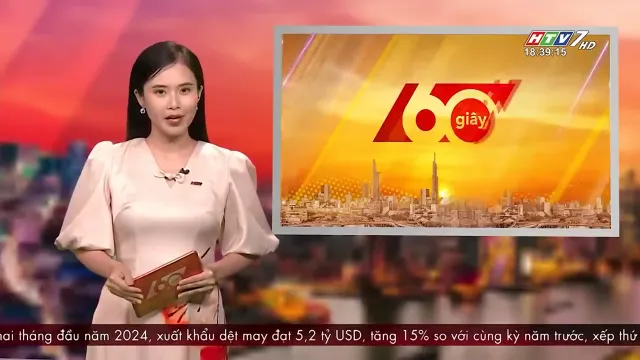 HTV7 HD
18:39:15
60 giây
60
hai tháng đầu năm 2024, xuất khẩu dệt may đạt 5,2 tỷ USD, tăng 15% so với cùng kỳ năm trước, xếp thứ